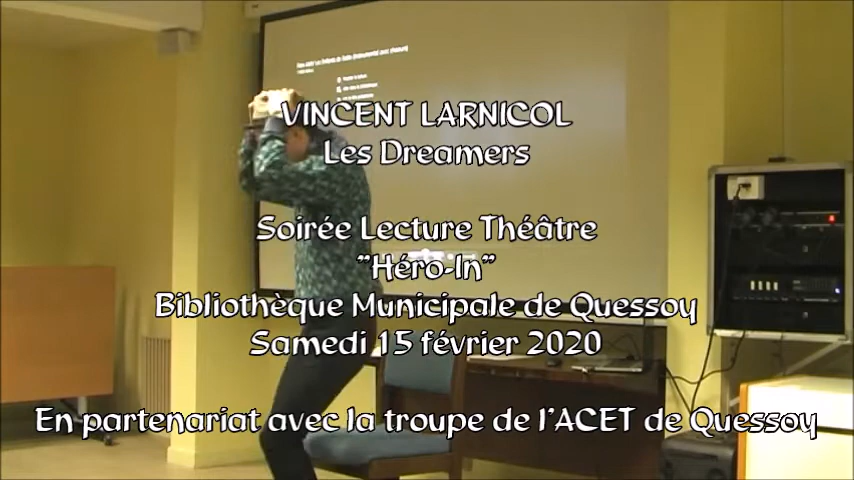 VINCENT LARNICOL
Les Dreamers
Soirée Lecture Théâtre
"Héro-In"
Bibliothèque Municipale de Quessoy
Samedi 15 février 2020
En partenariat avec la troupe de l'ACET de Quessoy